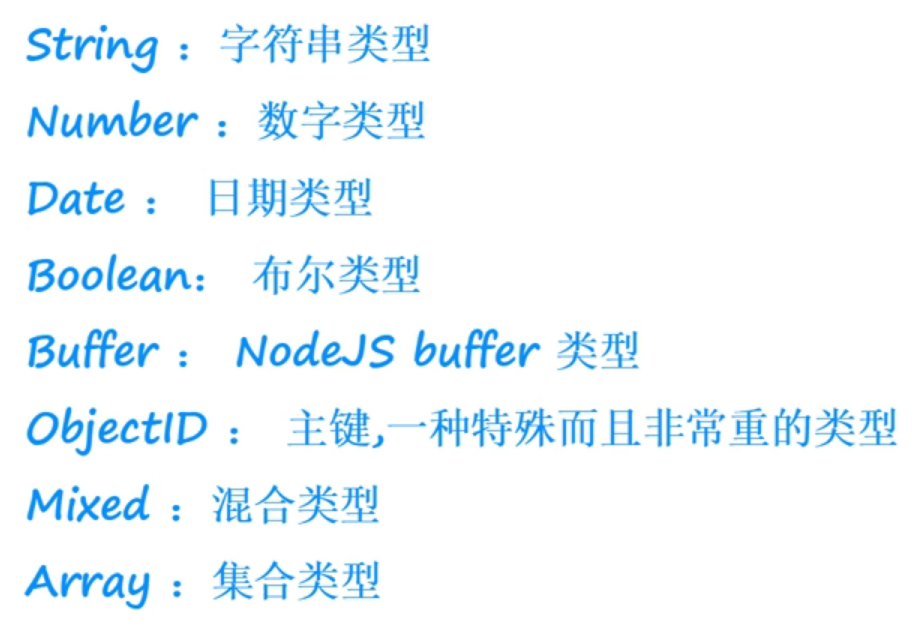 String ：字符串类型
Number ：数字类型
Date ： 日期类型
Boolean： 布尔类型
Buffer ： NodeJS buffer 类型
ObjectID ： 主键,一种特殊而且非常重的类型
Mixed ：混合类型
Array ：集合类型